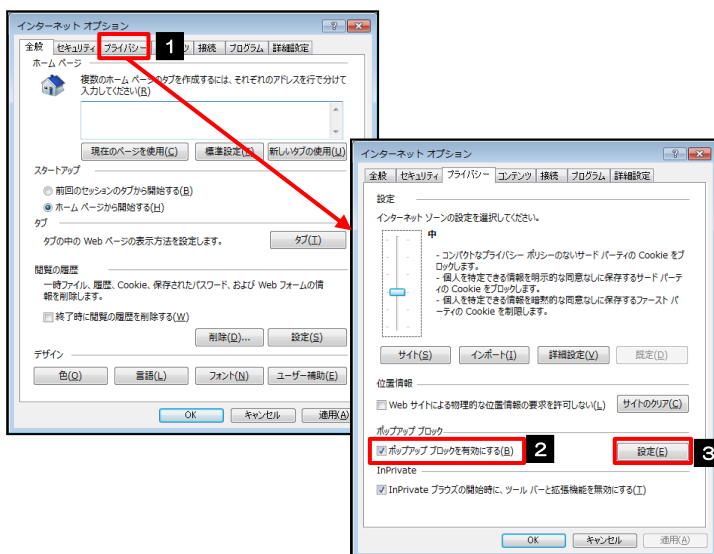 インターネット オプション
全般 セキュリティ プライバシー ツ 接続 プログラム 詳細設定
1
ホーム ページ
複数のホーム ページのタブを作成するには、それぞれのアドレスを行で分けて
入力してください(R)
現在のページを使用(C) 標準設定(F) 新しいタブの使用(U)
スタートアップ
前回のセッションのタブから開始する(B)
ホーム ページから開始する(H)
タブ
タブの中の Web ページの表示方法を設定します。 タブ(T)
閲覧の履歴
一時ファイル、履歴、Cookie、保存されたパスワード、および Web フォームの情
報を削除します。
終了時に閲覧の履歴を削除する(W)
削除(D)... 設定(S)
デザイン
色(O) 言語(L) フォント(N) ユーザー補助(E)
OK キャンセル 適用(A)
インターネット オプション
全般 セキュリティ プライバシー コンテンツ 接続 プログラム 詳細設定
設定
インターネット ゾーンの設定を選択してください。
中
- コンパクトなプライバシー ポリシーのないサード パーティの Cookie をブ
ロックします。
- 個人を特定できる情報を明示的な同意なしに保存するサード パーテ
ィの Cookie をブロックします。
- 個人を特定できる情報を暗黙的な同意なしに保存するファースト パ
ーティの Cookie を制限します。
サイト(S) インポート(I) 詳細設定(V) 既定(D)
位置情報
Web サイトによる物理的な位置情報の要求を許可しない(L) サイトのクリア(C)
ポップアップ ブロック
ポップアップ ブロックを有効にする(B) 2 設定(E) 3
InPrivate
InPrivate ブラウズの開始時に、ツール バーと拡張機能を無効にする(T)
OK キャンセル 適用(A)